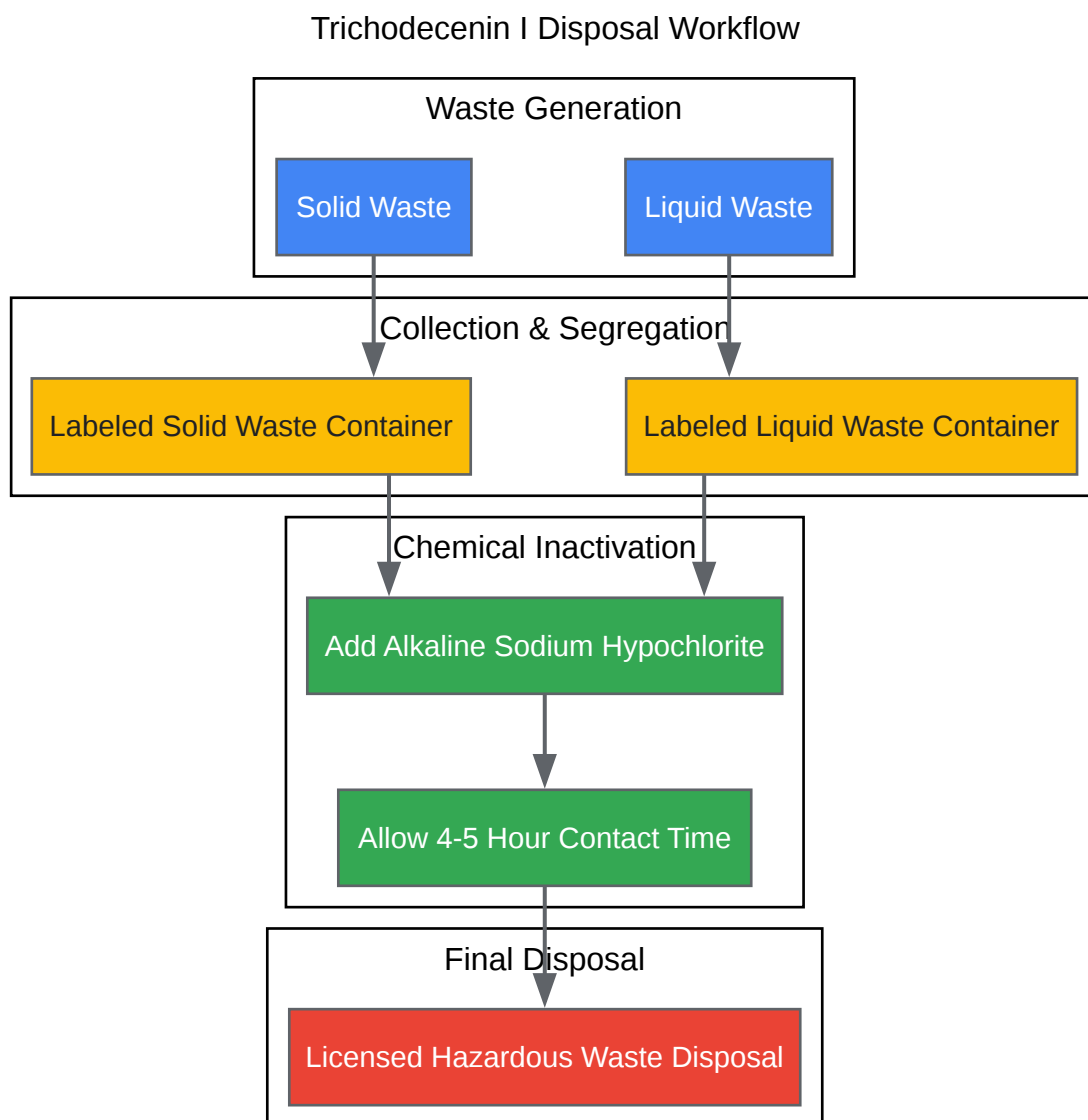 Trichodecenin I Disposal Workflow
Waste Generation
Solid Waste
Liquid Waste
Collection & Segregation
Labeled Solid Waste Container
Labeled Liquid Waste Container
Chemical Inactivation
Add Alkaline Sodium Hypochlorite
Allow 4-5 Hour Contact Time
Final Disposal
Licensed Hazardous Waste Disposal